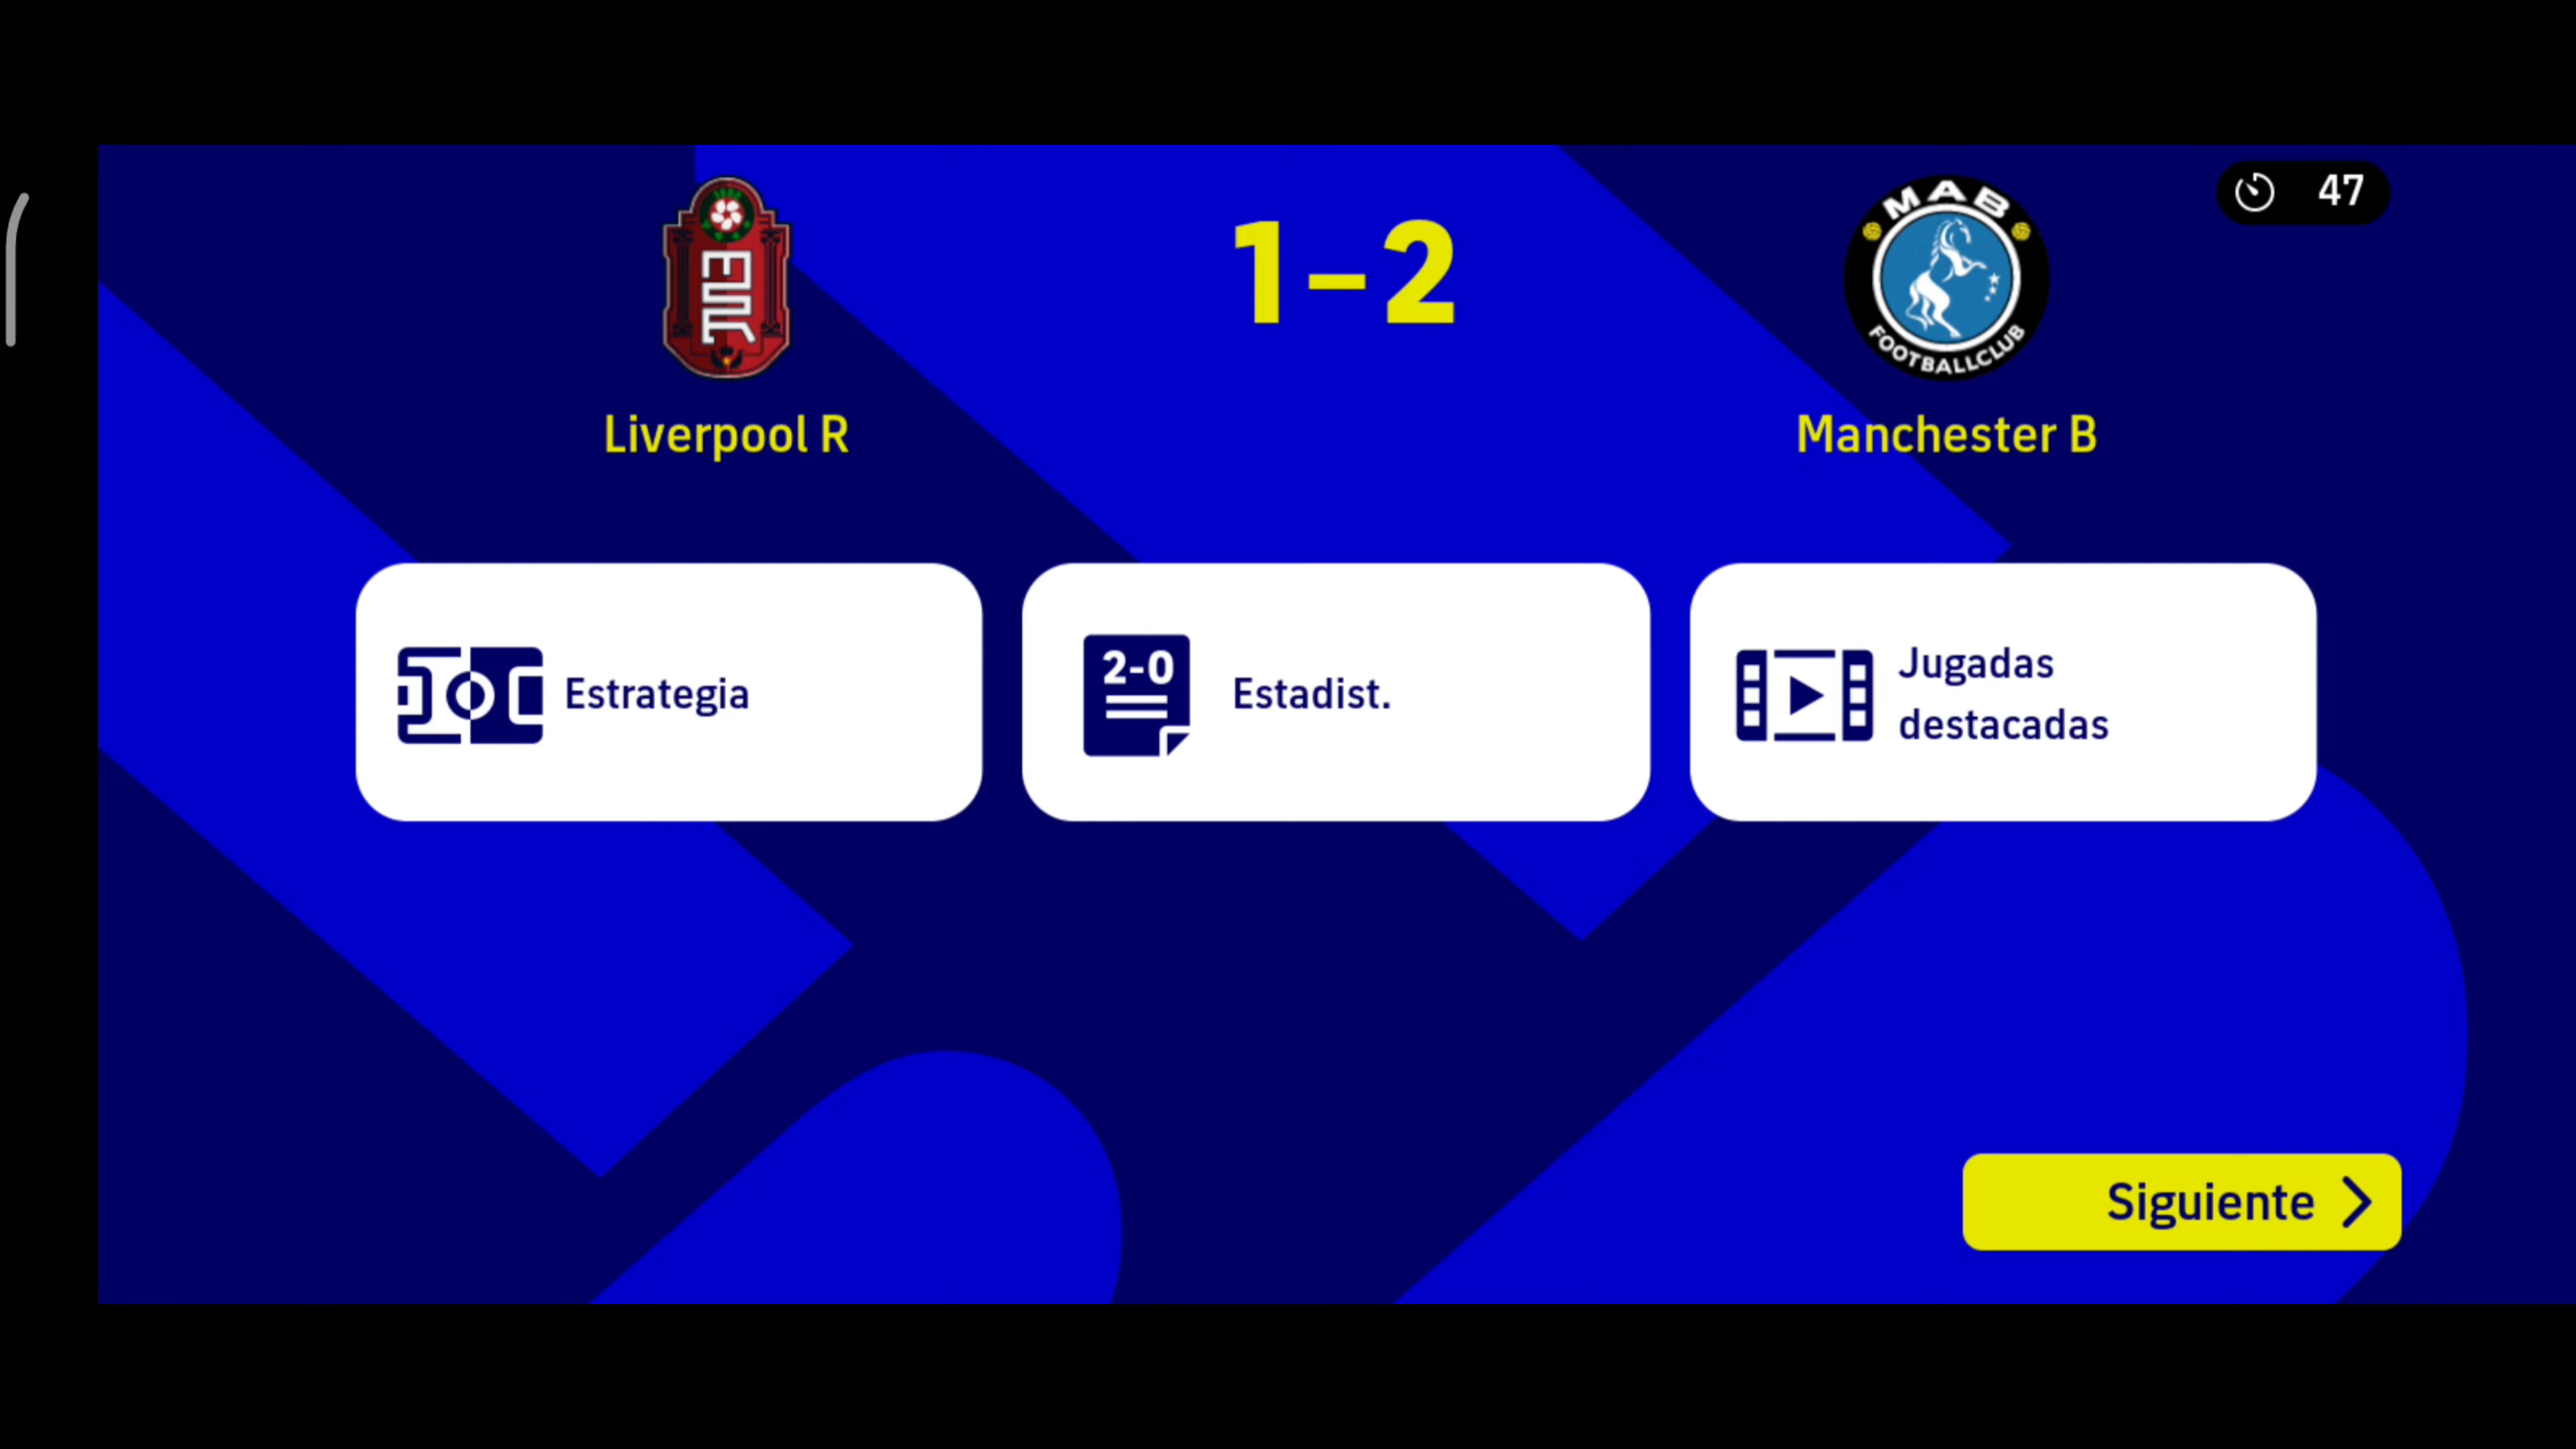 MAB
FOOTBALLCLUB
1-2
47
Liverpool R
Manchester B
Estrategia
2-0
Estadist.
Jugadas
destacadas
Siguiente